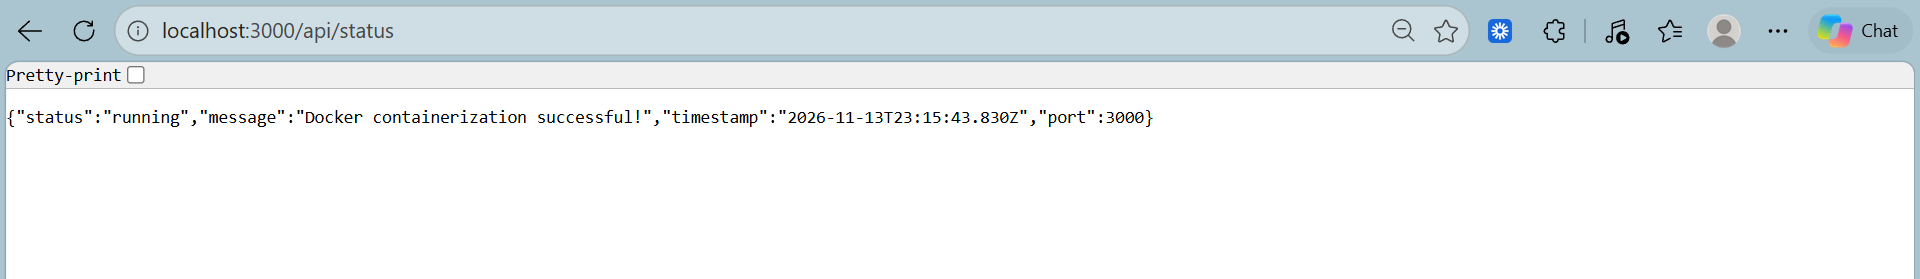 localhost:3000/api/status
Chat
Pretty-print
{"status":"running","message":"Docker containerization successful!","timestamp":"2026-11-13T23:15:43.830Z","port":3000}